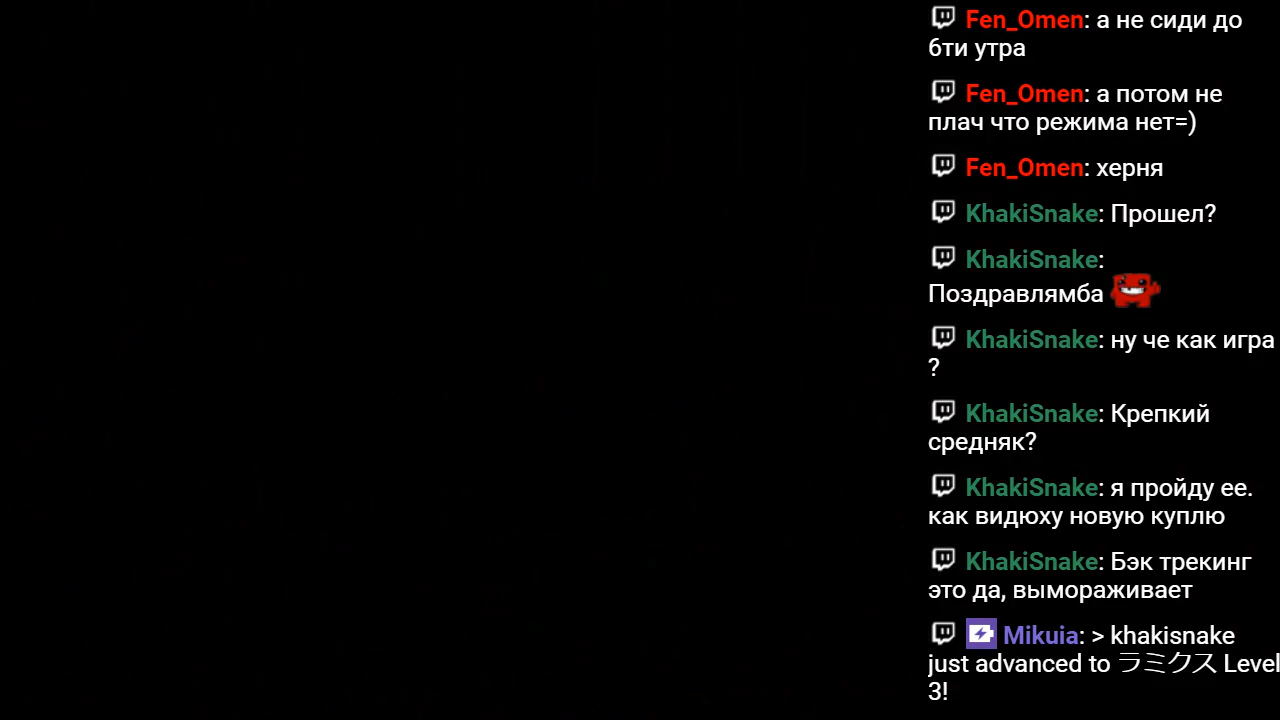 Fen_Omen: а не сиди до
6ти утра
Fen_Omen: а потом не
плач что режима нет=)
Fen_Omen: херня
KhakiSnake: Прошел?
KhakiSnake:
Поздравлямба
KhakiSnake: ну че как игра
?
KhakiSnake: Крепкий
средняк?
KhakiSnake: я пройду ее.
как видюху новую куплю
KhakiSnake: Бэк трекинг
это да, вымораживает
Mikuia: > khakisnake
just advanced to ラミクス Level
3!